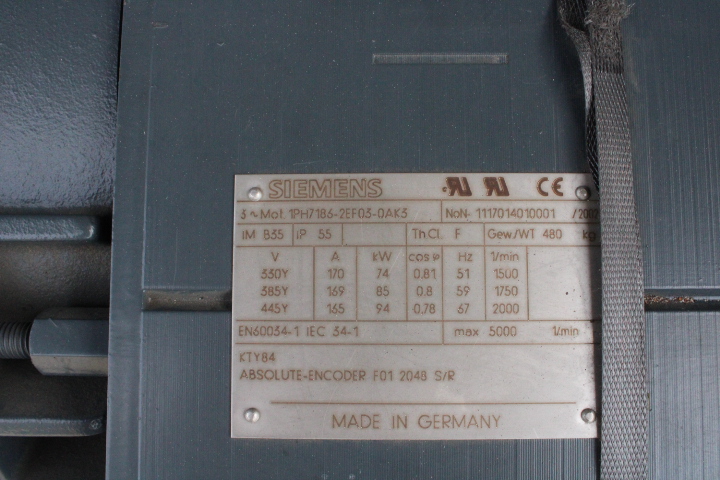 SIEMENS
3 ~ Mot. 1PH7186-2EF03-0AK3 NoN- 1117014010001 /2007
IM B35 IP 55 Th.Cl. F Gew./WT 480 kg
V A kW cos φ Hz 1/min
330Y 170 74 0.81 51 1500
385Y 169 85 0.8 59 1750
445Y 165 94 0.78 67 2000
EN60034-1 IEC 34-1 max 5000 1/min
KTY84
ABSOLUTE-ENCODER F01 2048 S/R
MADE IN GERMANY